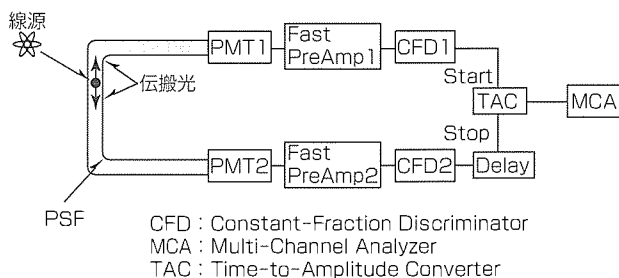 線源
PMT1
Fast
PreAmp1
CFD1
Start
伝搬光
TAC
MCA
Stop
PMT2
Fast
PreAmp2
CFD2
Delay
PSF
CFD : Constant-Fraction Discriminator
MCA : Multi-Channel Analyzer
TAC : Time-to-Amplitude Converter